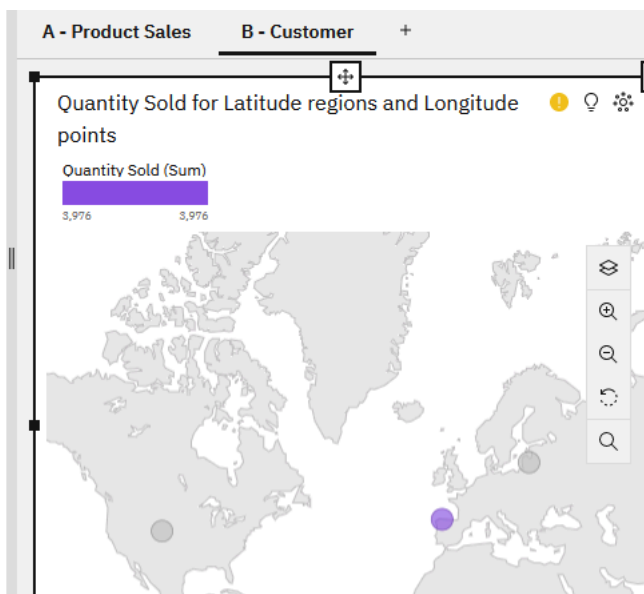 A - Product Sales B - Customer +
Quantity Sold for Latitude regions and Longitude
points
Quantity Sold (Sum)
3,976 3,976